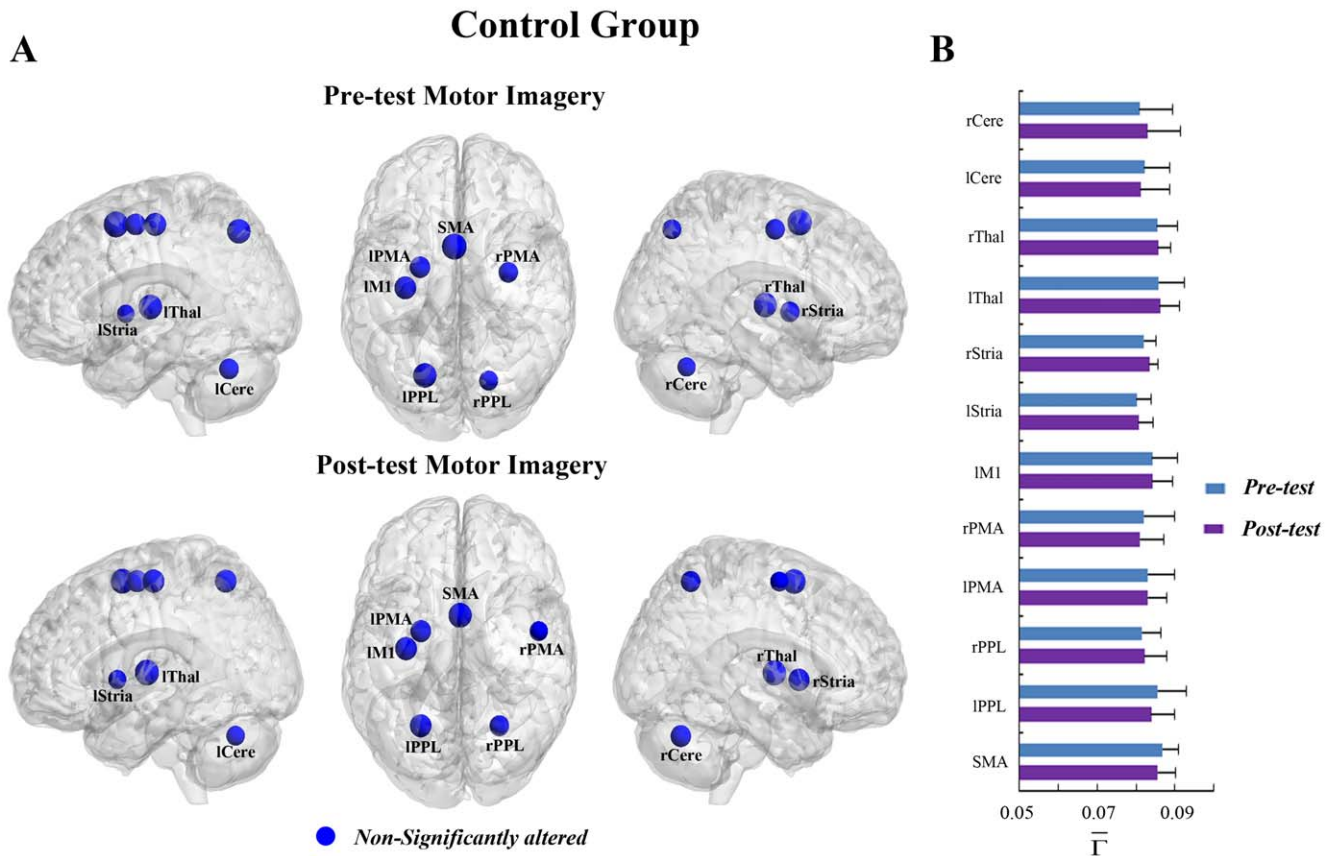 Control Group
A
Pre-test Motor Imagery
SMA
lPMA
rPMA
lM1
rThal
lThal
lStria
rStria
lCere
rCere
lPPL
rPPL
Post-test Motor Imagery
SMA
lPMA
rPMA
lM1
rThal
lThal
rStria
lStria
lCere
lPPL
rPPL
rCere
Non-Significantly altered
B
rCere
lCere
rThal
lThal
rStria
lStria
lM1
rPMA
lPMA
rPPL
lPPL
SMA
0.05 0.07 0.09
Γ̅
Pre-test
Post-test